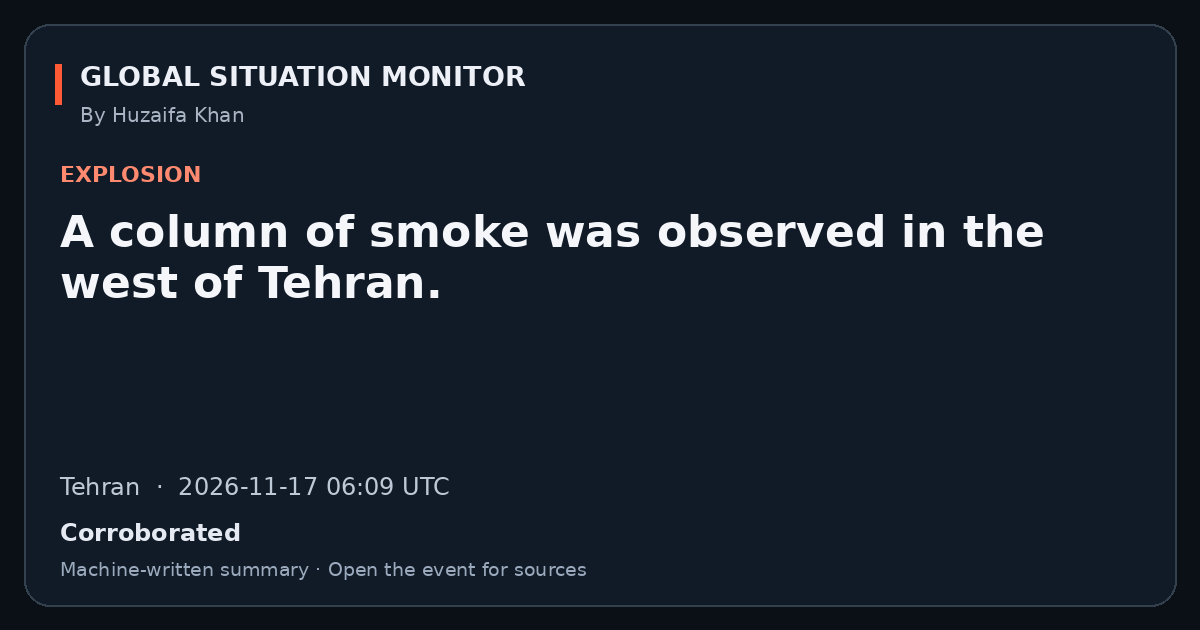 GLOBAL SITUATION MONITOR
By Huzaifa Khan
EXPLOSION
A column of smoke was observed in the
west of Tehran.
Tehran · 2026-11-17 06:09 UTC
Corroborated
Machine-written summary · Open the event for sources